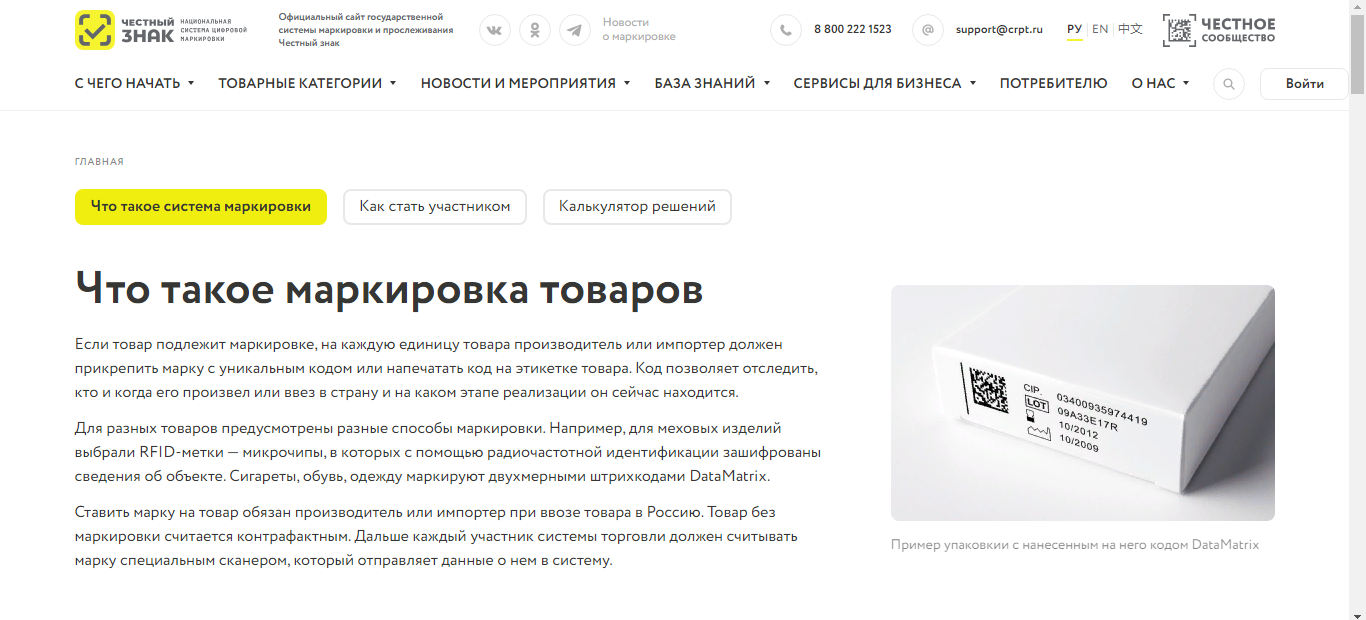 ЧЕСТНЫЙ
ЗНАК
НАЦИОНАЛЬНАЯ
СИСТЕМА ЦИФРОВОЙ
МАРКИРОВКИ
Официальный сайт государственной
системы маркировки и прослеживания
Честный знак
Новости
о маркировке
8 800 222 1523
@
support@crpt.ru
РУ EN 中文
ЧЕСТНОЕ
СООБЩЕСТВО
С ЧЕГО НАЧАТЬ ТОВАРНЫЕ КАТЕГОРИИ НОВОСТИ И МЕРОПРИЯТИЯ БАЗА ЗНАНИЙ СЕРВИСЫ ДЛЯ БИЗНЕСА ПОТРЕБИТЕЛЮ О НАС Войти
ГЛАВНАЯ
Что такое система маркировки Как стать участником Калькулятор решений
Что такое маркировка товаров
Если товар подлежит маркировке, на каждую единицу товара производитель или импортер должен
прикрепить марку с уникальным кодом или напечатать код на этикетке товара. Код позволяет отследить,
кто и когда его произвел или ввез в страну и на каком этапе реализации он сейчас находится.
Для разных товаров предусмотрены разные способы маркировки. Например, для меховых изделий
выбрали RFID-метки — микрочипы, в которых с помощью радиочастотной идентификации зашифрованы
сведения об объекте. Сигареты, обувь, одежду маркируют двухмерными штрихкодами DataMatrix.
Ставить марку на товар обязан производитель или импортер при ввозе товара в Россию. Товар без
маркировки считается контрафактным. Дальше каждый участник системы торговли должен считывать
марку специальным сканером, который отправляет данные о нем в систему.
CIP. 03400935974419
LOT 09A33E17R
10/2012
10/2009
Пример упаковкии с нанесенным на него кодом DataMatrix